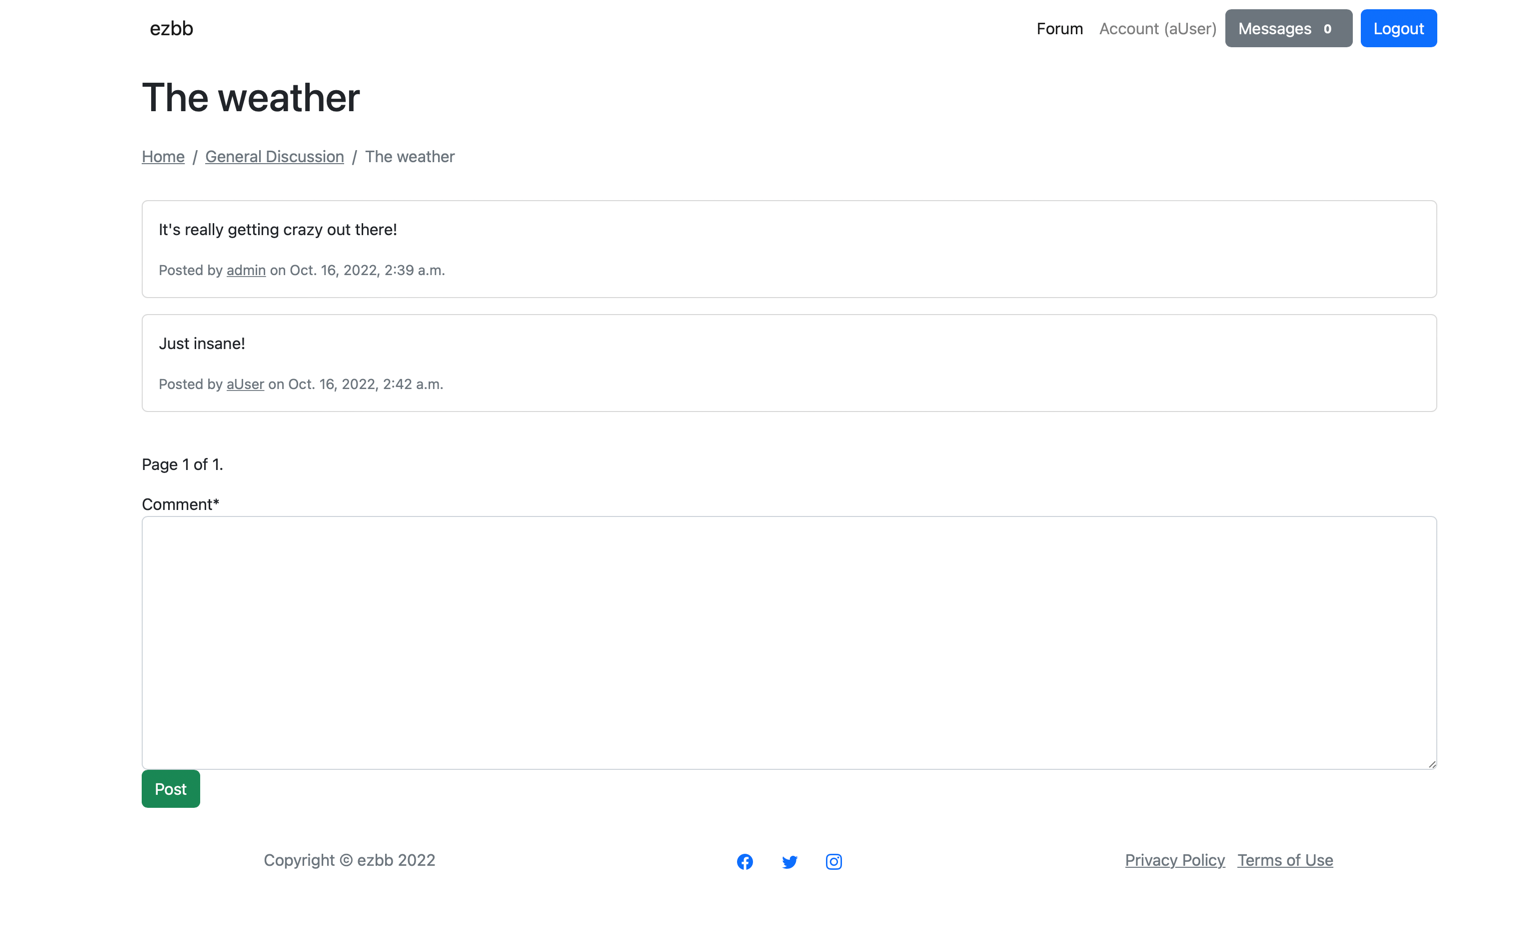 ezbb
Forum Account (aUser) Messages 0 Logout
The weather
Home / General Discussion / The weather
It's really getting crazy out there!
Posted by admin on Oct. 16, 2022, 2:39 a.m.
Just insane!
Posted by aUser on Oct. 16, 2022, 2:42 a.m.
Page 1 of 1.
Comment*
Post
Copyright © ezbb 2022
Privacy Policy Terms of Use